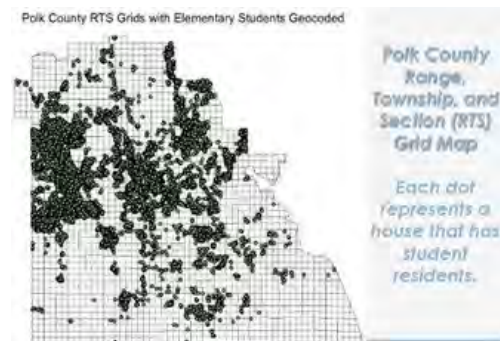 Polk County RTS Grids with Elementary Students Geocoded
Polk County
Range,
Township, and
Section (RTS)
Grid Map
Each dot
represents a
house that has
student
residents.